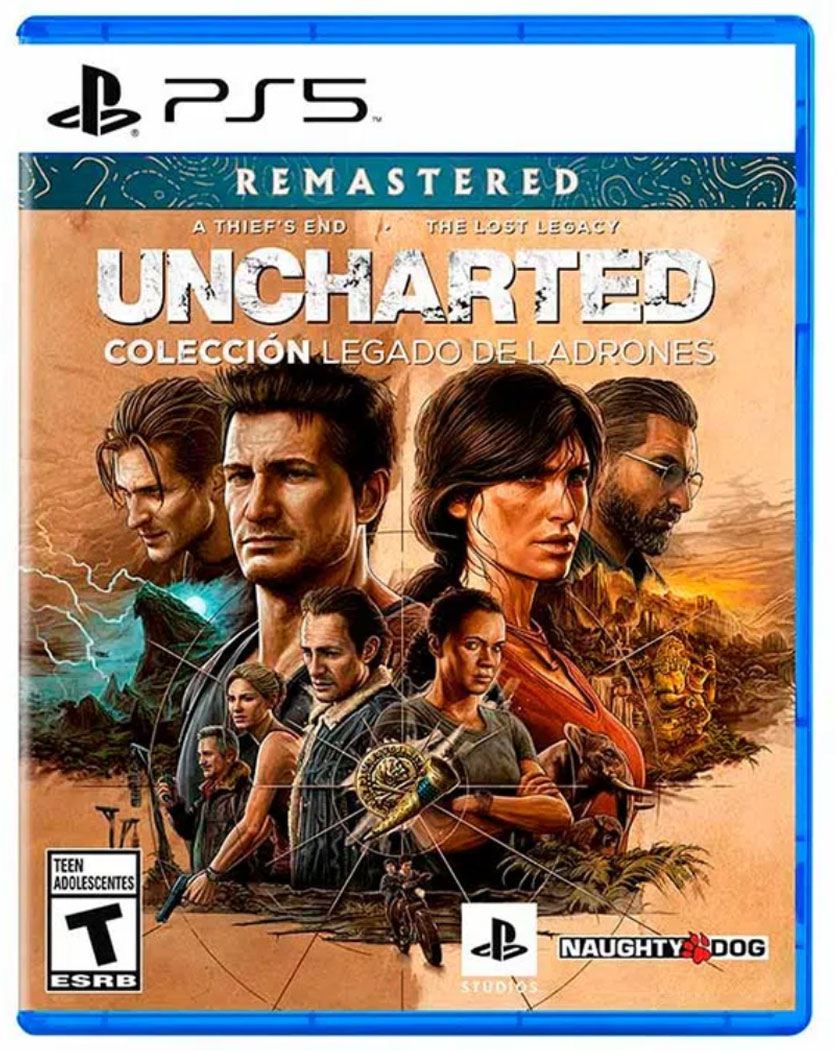 PS5
REMASTERED
A THIEF'S END · THE LOST LEGACY
UNCHARTED
COLECCIÓN LEGADO DE LADRONES
TEEN
ADOLESCENTES
T
ESRB
STUDIOS
NAUGHTY DOG